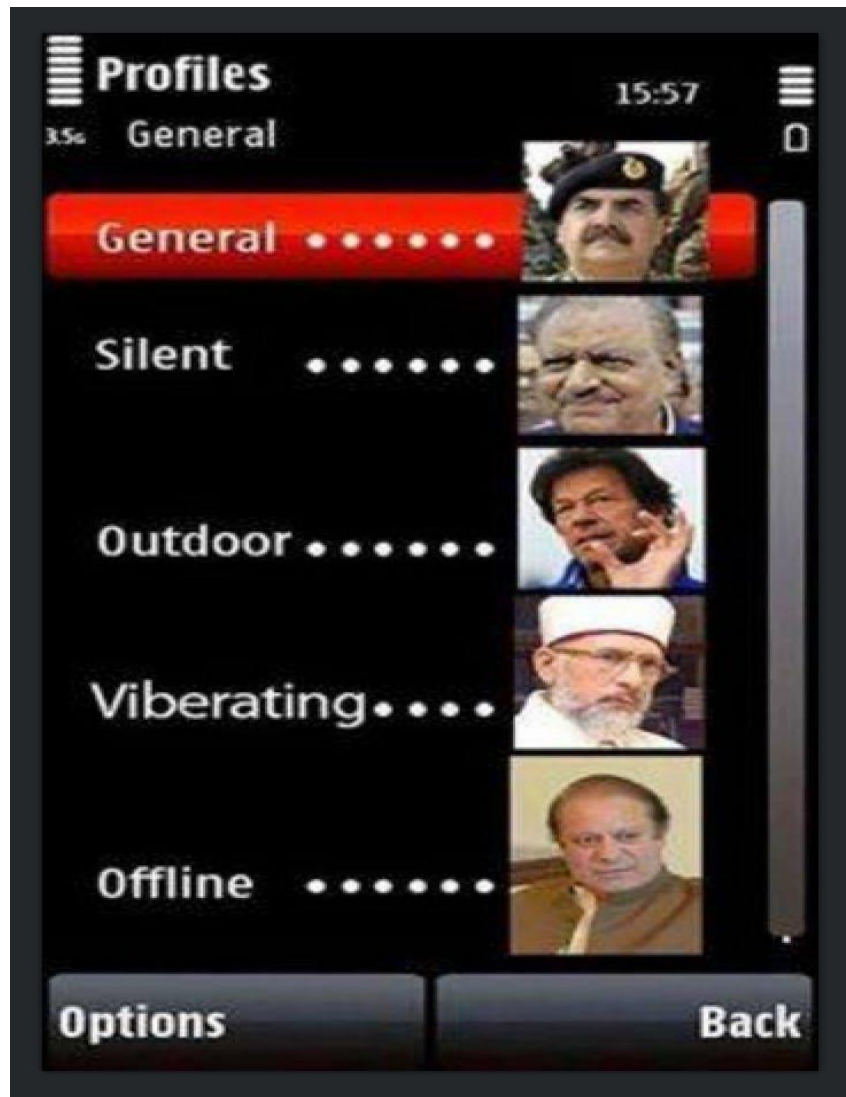 Profiles
15:57
3.5G General
General ......
Silent ......
Outdoor ......
Viberating ....
Offline ......
Options Back